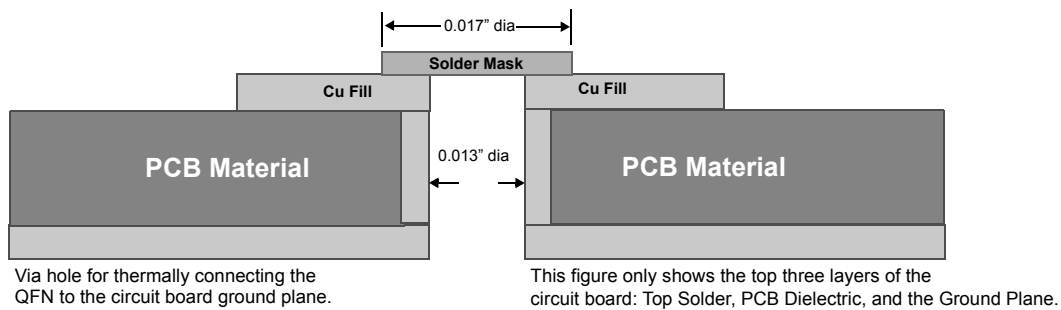 0.017” dia
Solder Mask
Cu Fill
Cu Fill
PCB Material
0.013” dia
PCB Material
Via hole for thermally connecting the
QFN to the circuit board ground plane.
This figure only shows the top three layers of the
circuit board: Top Solder, PCB Dielectric, and the Ground Plane.